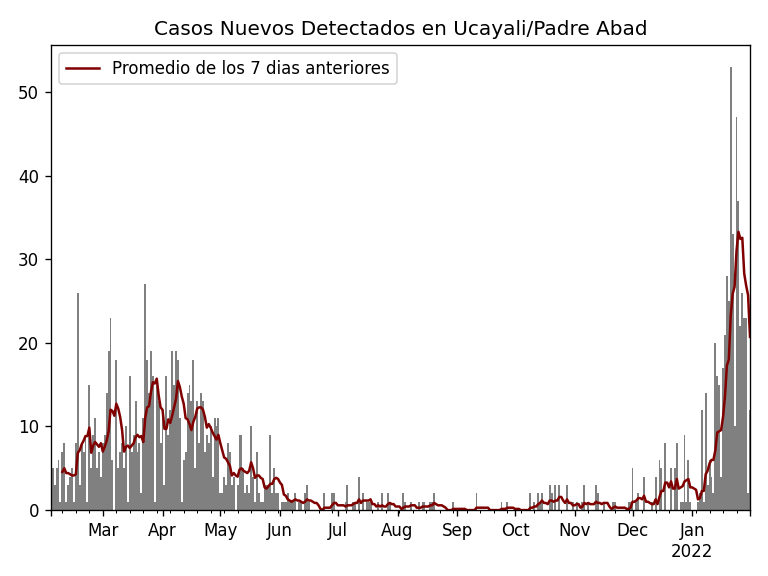 Casos Nuevos Detectados en Ucayali/Padre Abad
Promedio de los 7 dias anteriores
50
40
30
20
10
0
Mar Apr May Jun Jul Aug Sep Oct Nov Dec Jan
2022